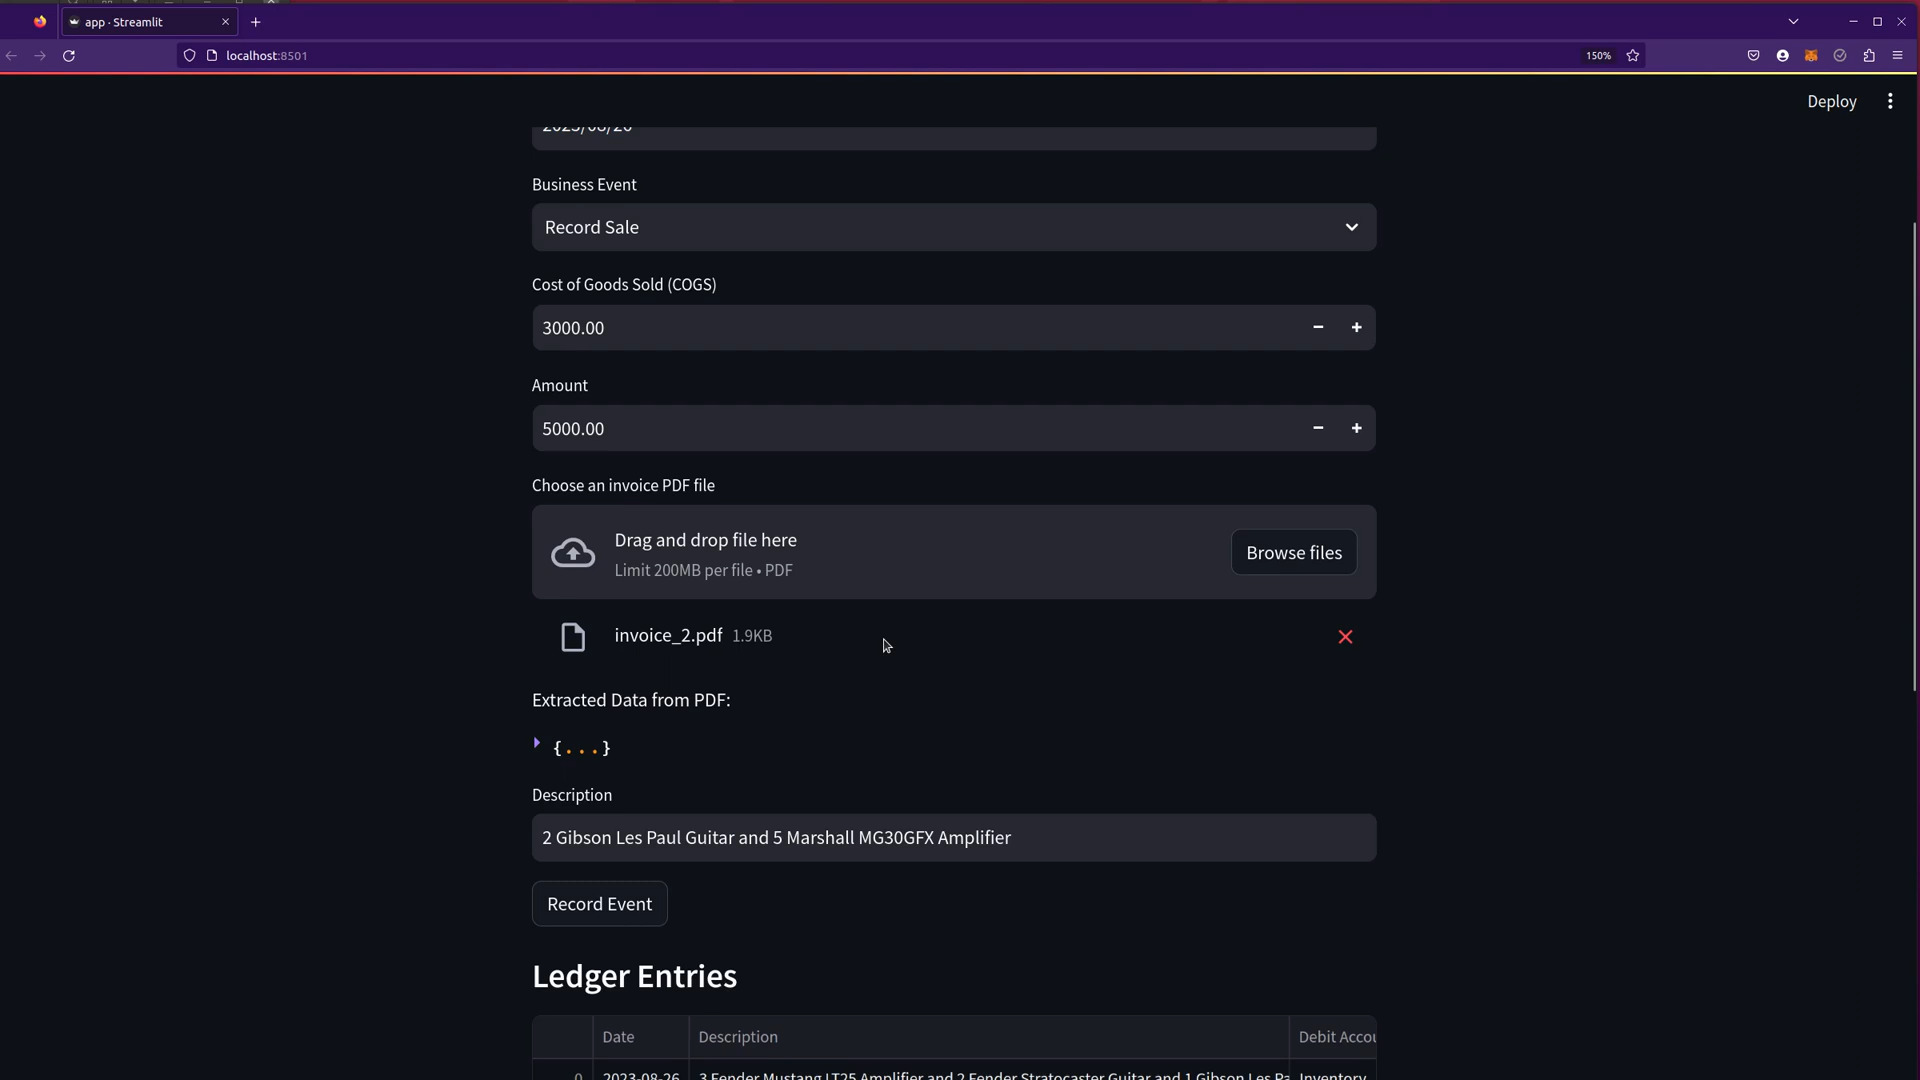 app · Streamlit
localhost:8501
150%
Deploy
2023/08/26
Business Event
Record Sale
Cost of Goods Sold (COGS)
3000.00
Amount
5000.00
Choose an invoice PDF file
Drag and drop file here
Limit 200MB per file • PDF
Browse files
invoice_2.pdf 1.9KB
Extracted Data from PDF:
{...}
Description
2 Gibson Les Paul Guitar and 5 Marshall MG30GFX Amplifier
Record Event
Ledger Entries
Date Description Debit Accou
0 2023-08-26 3 Fender Mustang LT25 Amplifier and 2 Fender Stratocaster Guitar and 1 Gibson Les Pa Inventory